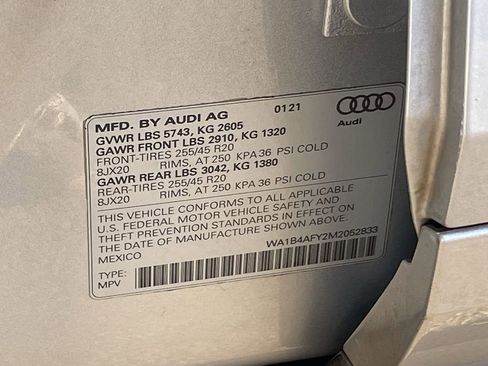 MFD. BY AUDI AG 01 21
GVWR LBS 5743, KG 2605
GAWR FRONT LBS 2910, KG 1320
FRONT-TIRES 255/45 R20
8JX20 RIMS, AT 250 KPA 36 PSI COLD
GAWR REAR LBS 3042, KG 1380
REAR-TIRES 255/45 R20
8JX20 RIMS, AT 250 KPA 36 PSI COLD
THIS VEHICLE CONFORMS TO ALL APPLICABLE
U.S. FEDERAL MOTOR VEHICLE SAFETY AND
THEFT PREVENTION STANDARDS IN EFFECT ON
THE DATE OF MANUFACTURE SHOWN ABOVE
MEXICO WA1B4AFY2M2052833
TYPE:
MPV
Audi